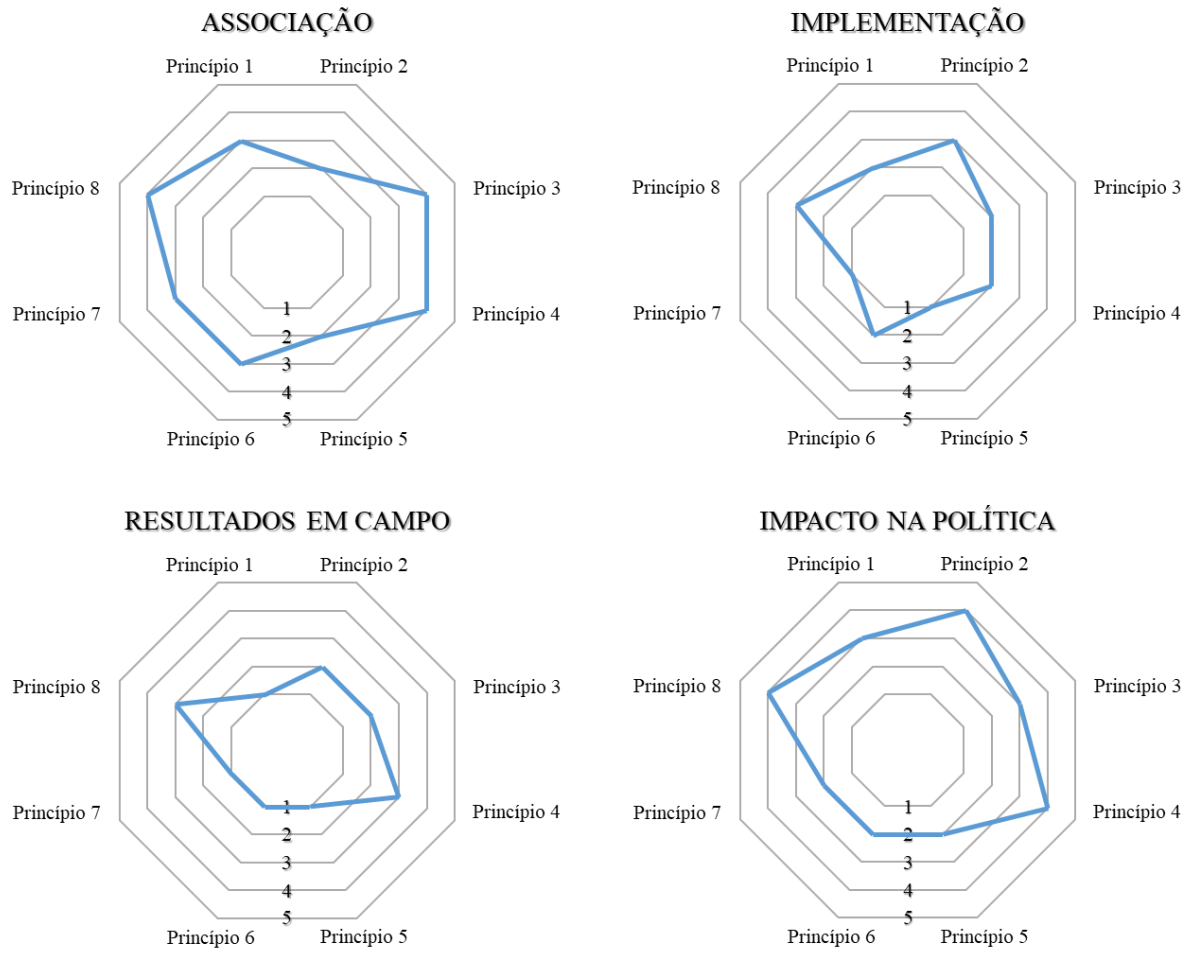 ASSOCIAÇÃO
Princípio 1
Princípio 2
Princípio 8
Princípio 3
Princípio 7
Princípio 4
1
2
3
4
5
Princípio 6
Princípio 5
IMPLEMENTAÇÃO
Princípio 1
Princípio 2
Princípio 8
Princípio 3
Princípio 7
Princípio 4
1
2
3
4
5
Princípio 6
Princípio 5
RESULTADOS EM CAMPO
Princípio 1
Princípio 2
Princípio 8
Princípio 3
Princípio 7
Princípio 4
1
2
3
4
5
Princípio 6
Princípio 5
IMPACTO NA POLÍTICA
Princípio 1
Princípio 2
Princípio 8
Princípio 3
Princípio 7
Princípio 4
1
2
3
4
5
Princípio 6
Princípio 5